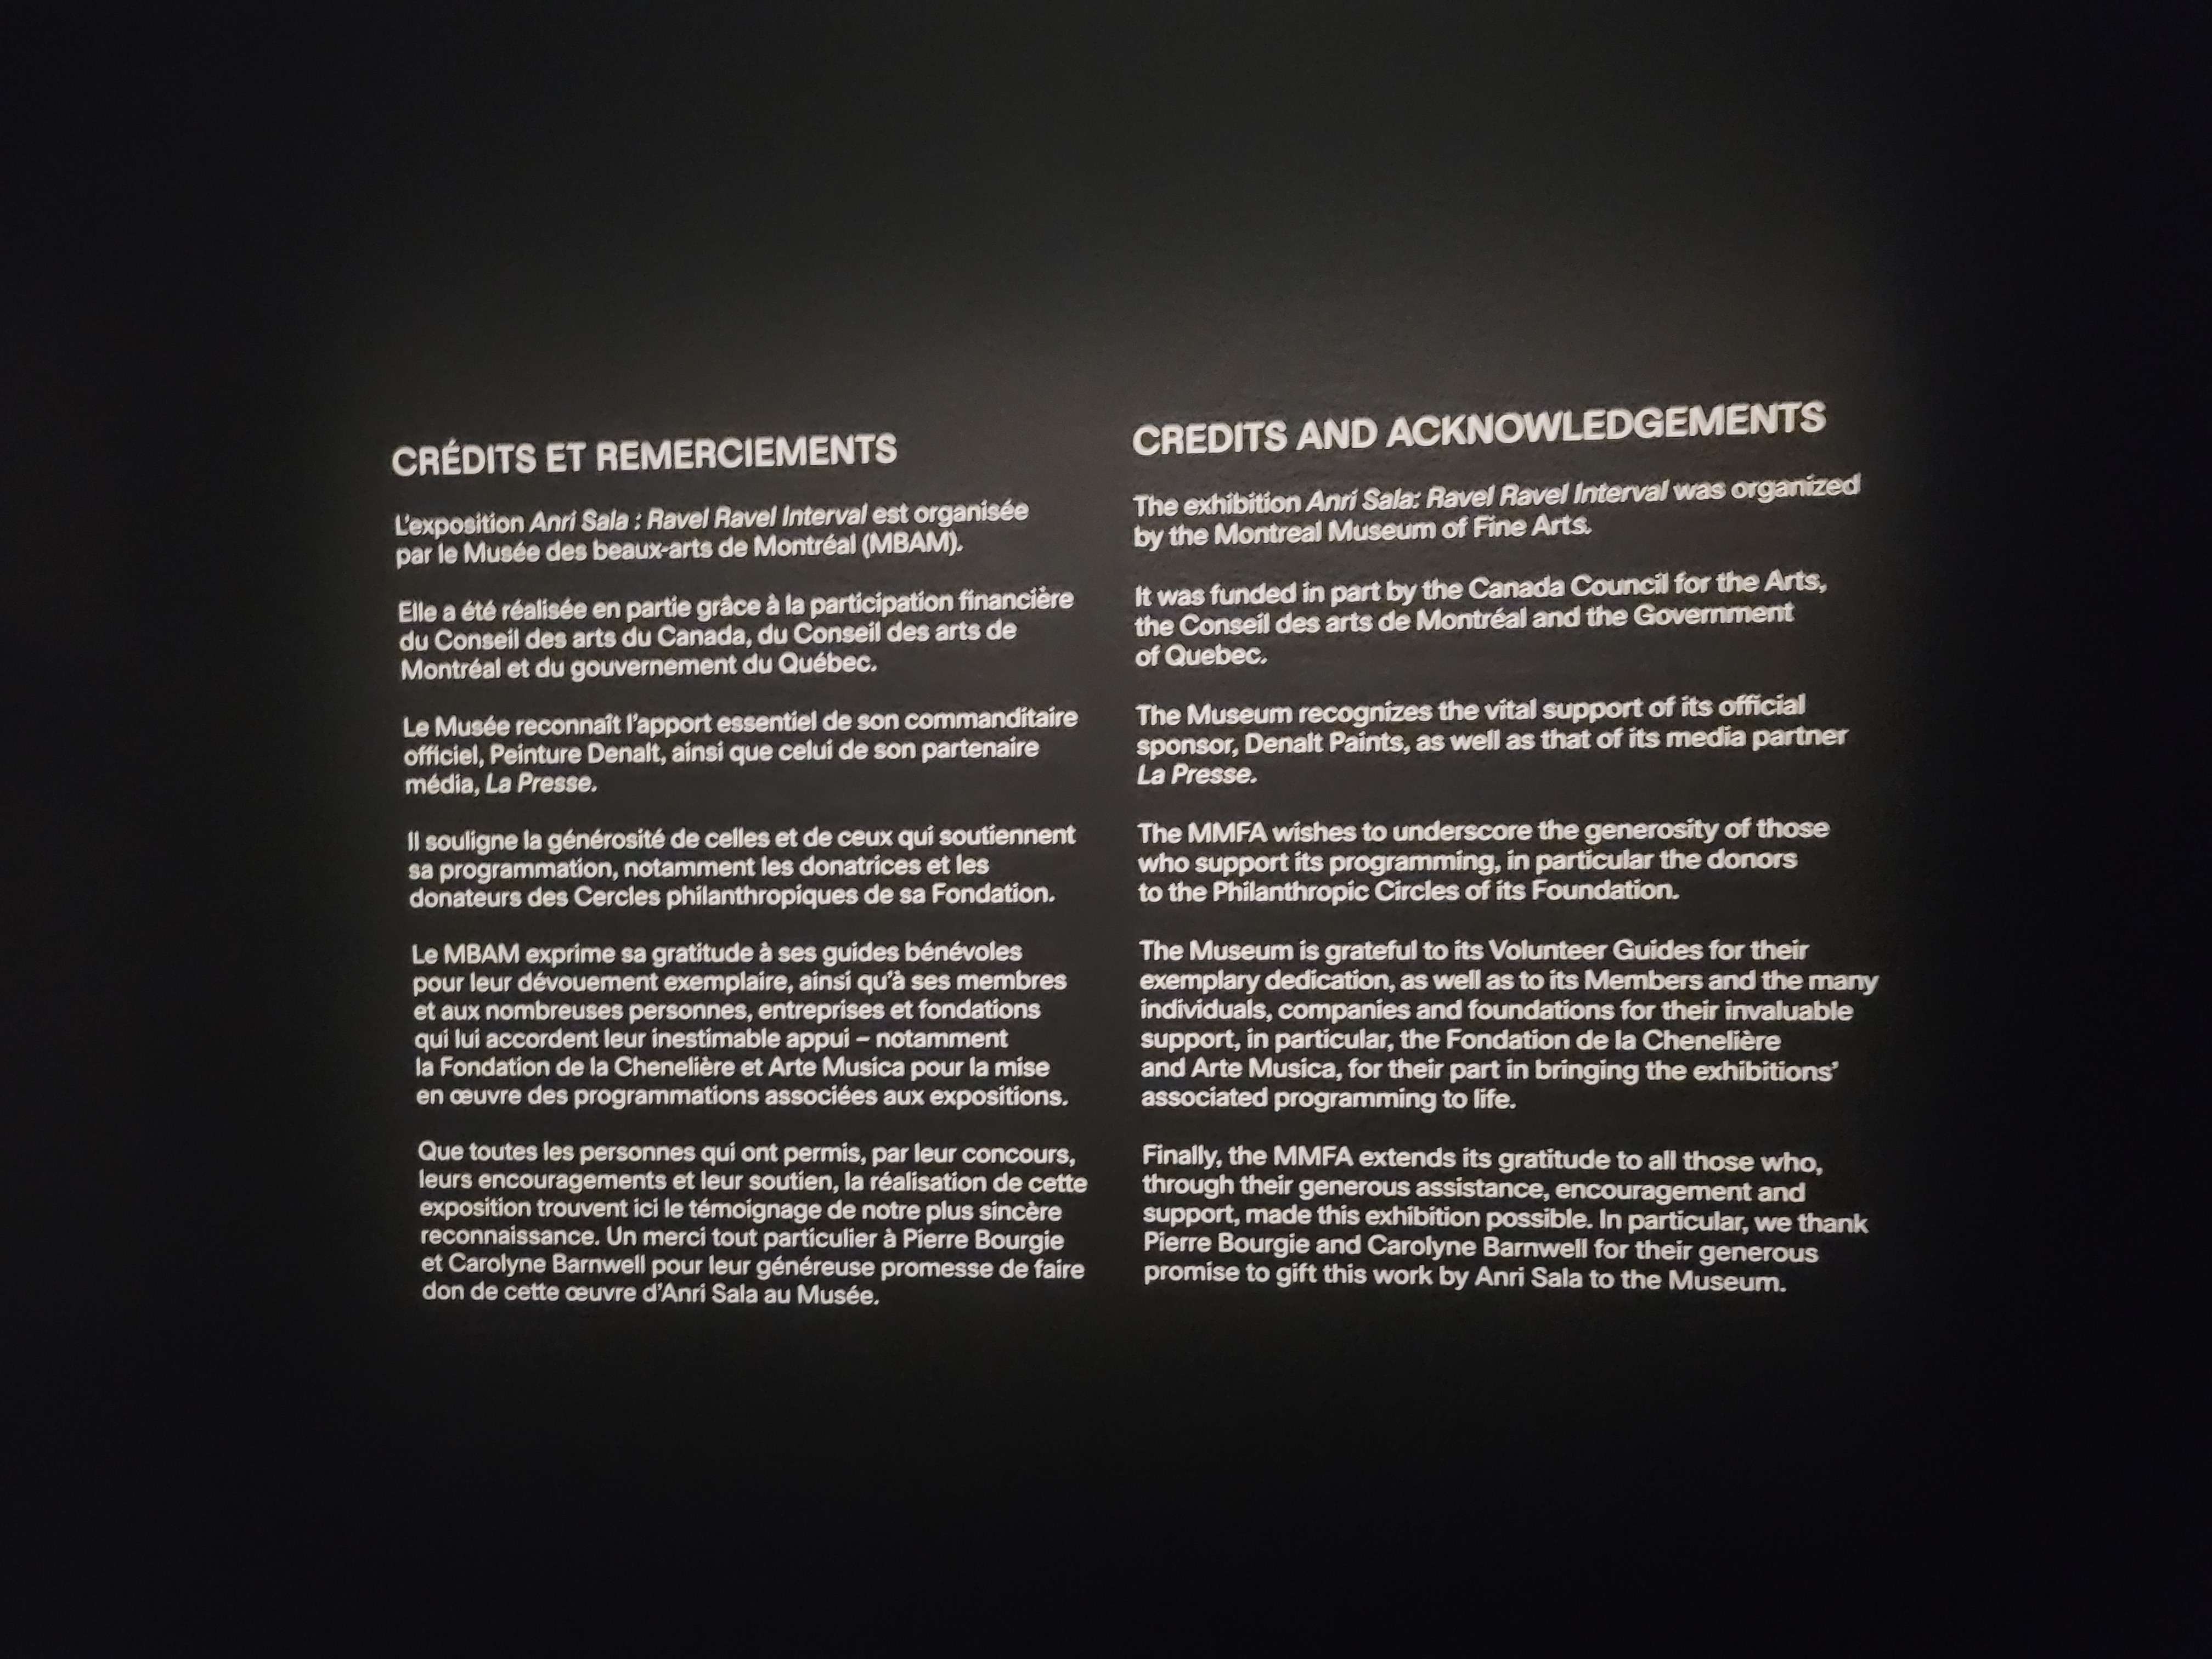 CRÉDITS ET REMERCIEMENTS
L'exposition Anri Sala : Ravel Ravel Interval est organisée
par le Musée des beaux-arts de Montréal (MBAM).
Elle a été réalisée en partie grâce à la participation financière
du Conseil des arts du Canada, du Conseil des arts de
Montréal et du gouvernement du Québec.
Le Musée reconnaît l'apport essentiel de son commanditaire
officiel, Peinture Denalt, ainsi que celui de son partenaire
média, La Presse.
Il souligne la générosité de celles et de ceux qui soutiennent
sa programmation, notamment les donatrices et les
donateurs des Cercles philanthropiques de sa Fondation.
Le MBAM exprime sa gratitude à ses guides bénévoles
pour leur dévouement exemplaire, ainsi qu'à ses membres
et aux nombreuses personnes, entreprises et fondations
qui lui accordent leur inestimable appui – notamment
la Fondation de la Chenelière et Arte Musica pour la mise
en œuvre des programmations associées aux expositions.
Que toutes les personnes qui ont permis, par leur concours,
leurs encouragements et leur soutien, la réalisation de cette
exposition trouvent ici le témoignage de notre plus sincère
reconnaissance. Un merci tout particulier à Pierre Bourgie
et Carolyne Barnwell pour leur généreuse promesse de faire
don de cette œuvre d'Anri Sala au Musée.
CREDITS AND ACKNOWLEDGEMENTS
The exhibition Anri Sala: Ravel Ravel Interval was organized
by the Montreal Museum of Fine Arts.
It was funded in part by the Canada Council for the Arts,
the Conseil des arts de Montréal and the Government
of Quebec.
The Museum recognizes the vital support of its official
sponsor, Denalt Paints, as well as that of its media partner
La Presse.
The MMFA wishes to underscore the generosity of those
who support its programming, in particular the donors
to the Philanthropic Circles of its Foundation.
The Museum is grateful to its Volunteer Guides for their
exemplary dedication, as well as to its Members and the many
individuals, companies and foundations for their invaluable
support, in particular, the Fondation de la Chenelière
and Arte Musica, for their part in bringing the exhibitions'
associated programming to life.
Finally, the MMFA extends its gratitude to all those who,
through their generous assistance, encouragement and
support, made this exhibition possible. In particular, we thank
Pierre Bourgie and Carolyne Barnwell for their generous
promise to gift this work by Anri Sala to the Museum.